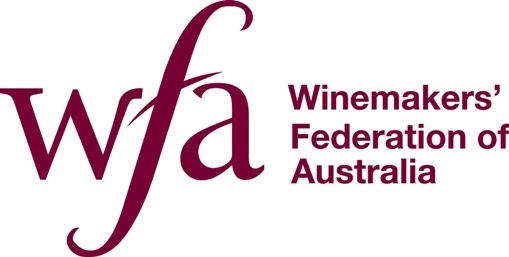 wfa
Winemakers’
Federation of
Australia